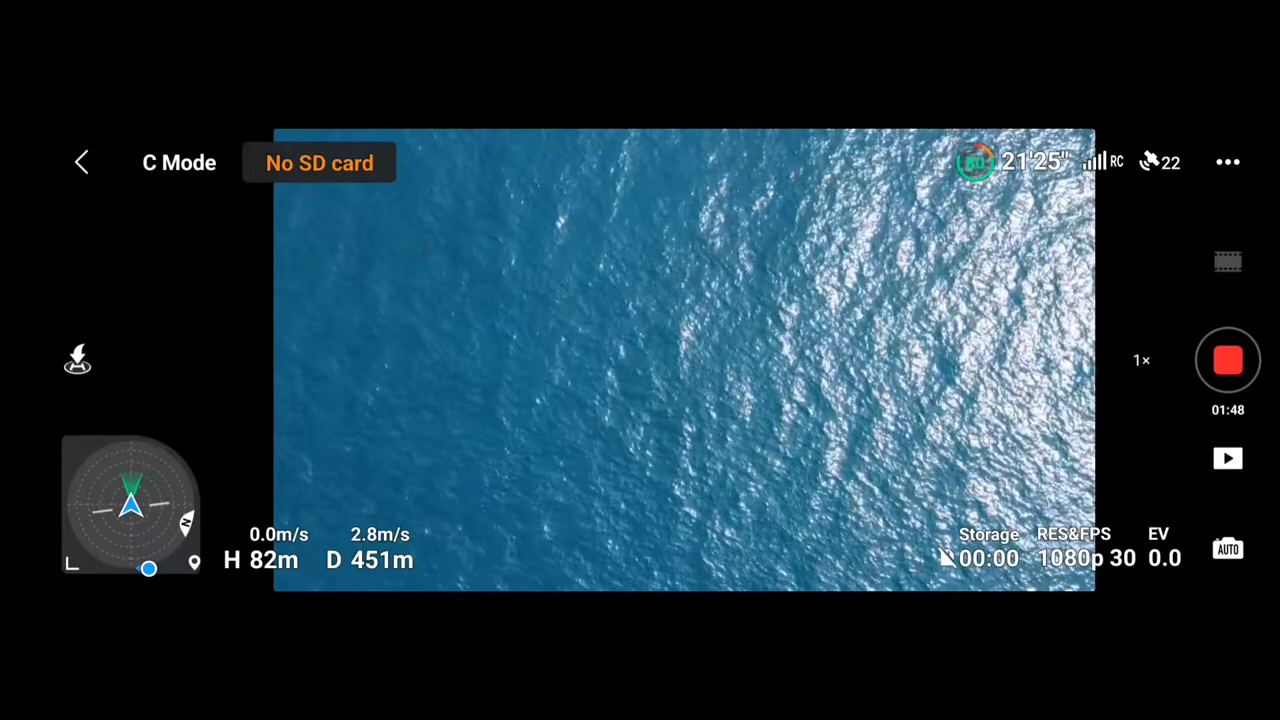 C Mode
No SD card
80
21'25"
RC
22
1×
01:48
N
0.0m/s
2.8m/s
H 82m
D 451m
Storage
00:00
RES&FPS
1080p 30
EV
0.0
AUTO